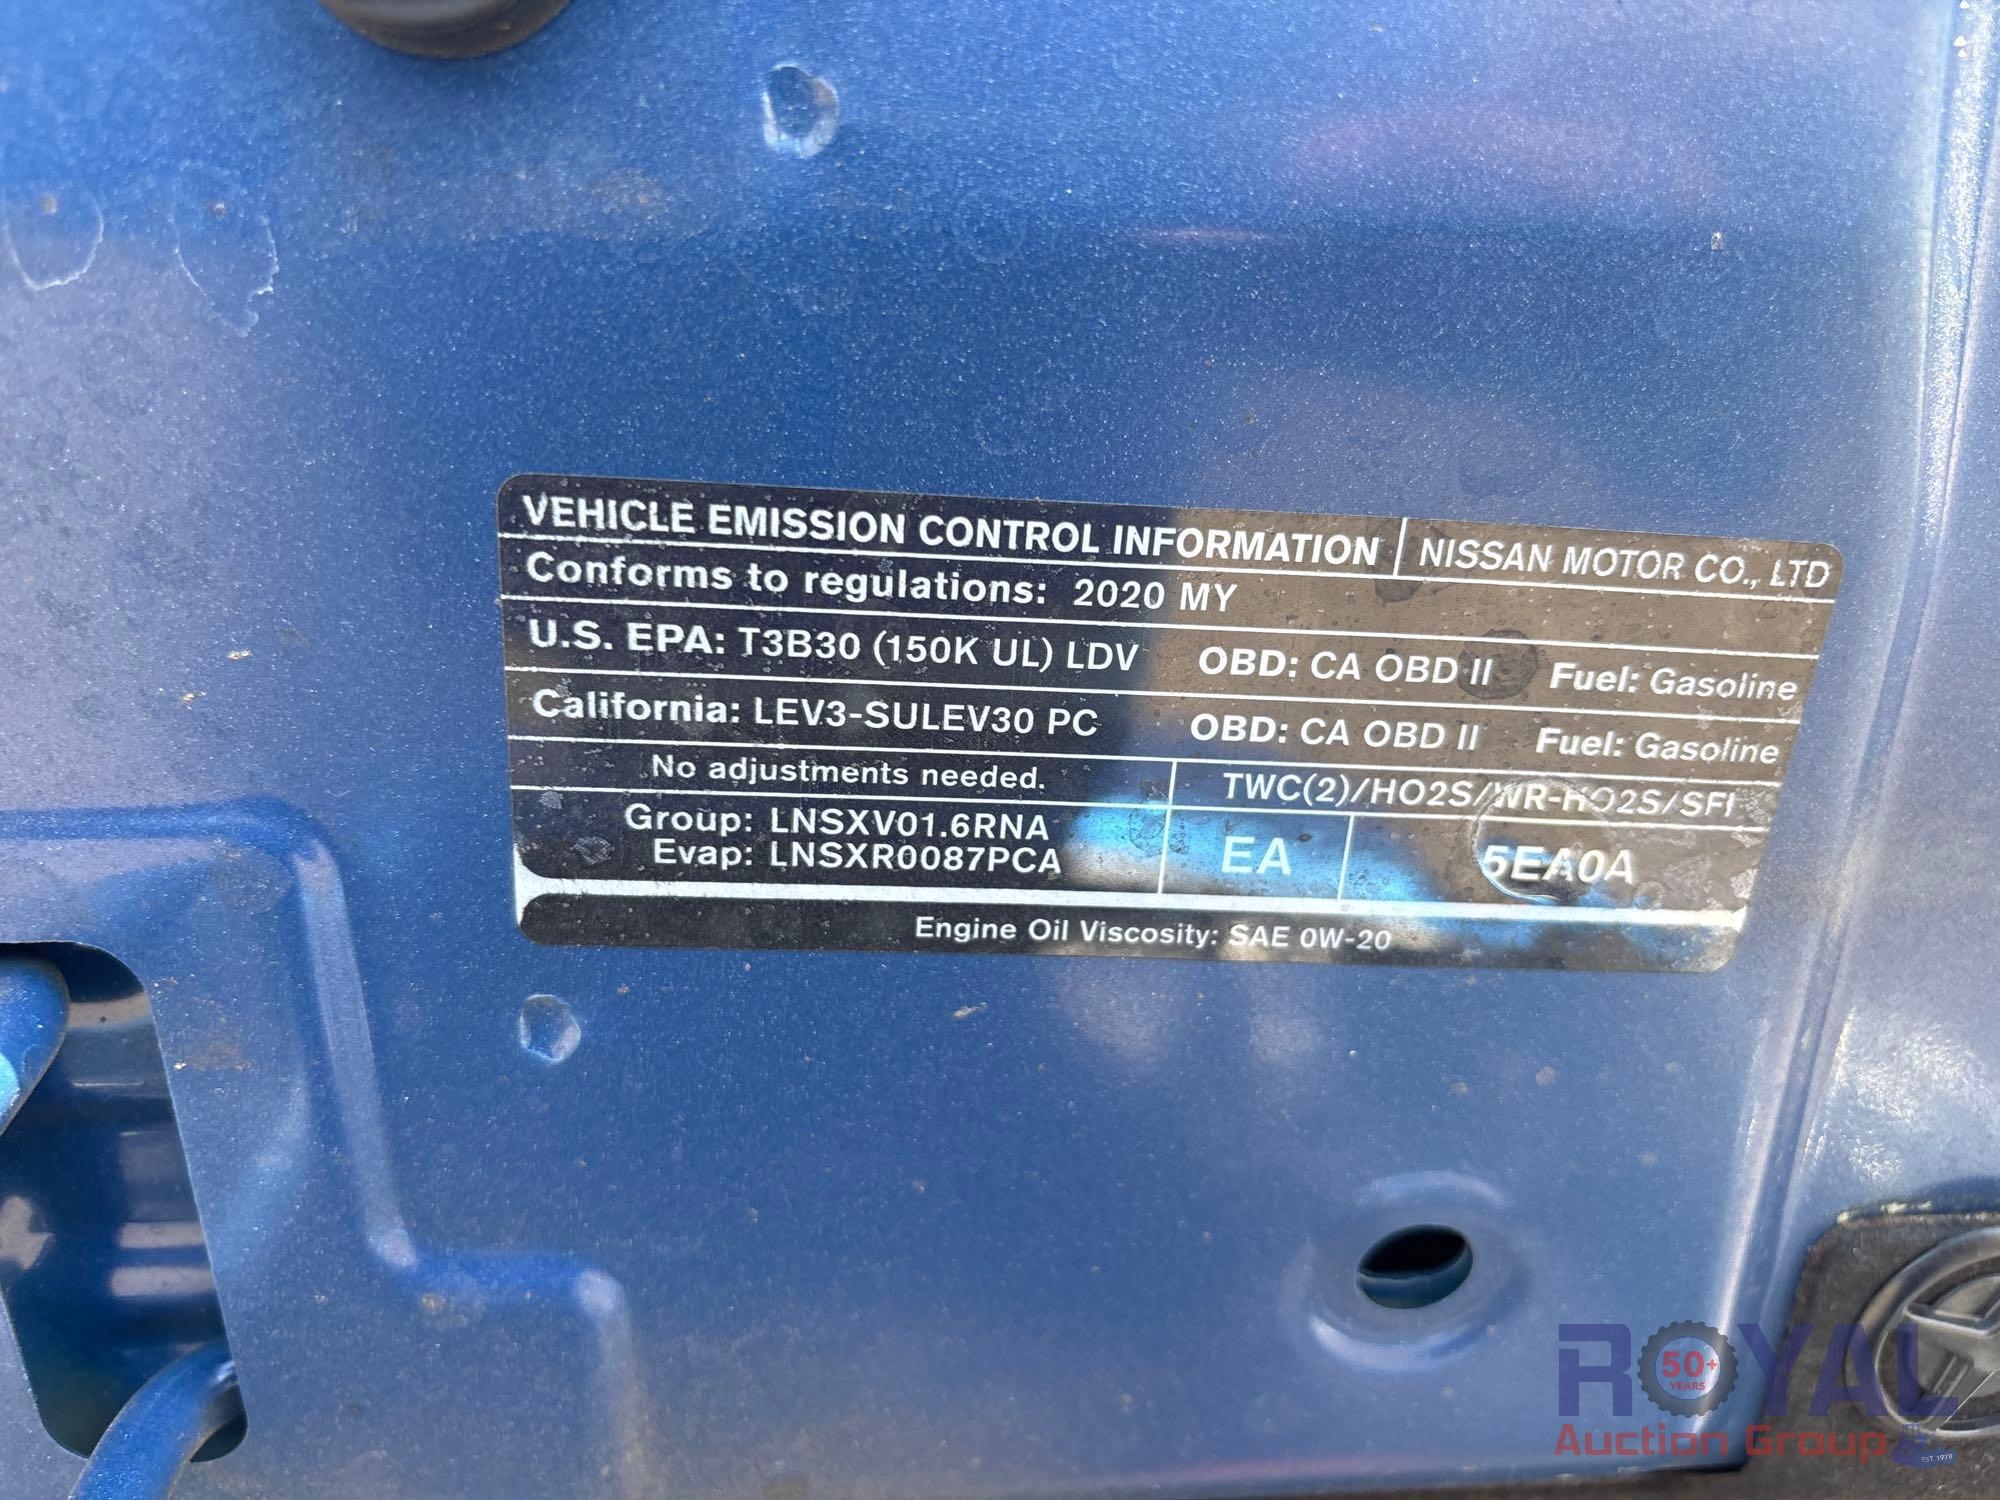 VEHICLE EMISSION CONTROL INFORMATION NISSAN MOTOR CO., LTD
Conforms to regulations: 2020 MY
U.S. EPA: T3B30 (150K UL) LDV OBD: CA OBD II Fuel: Gasoline
California: LEV3-SULEV30 PC OBD: CA OBD II Fuel: Gasoline
No adjustments needed. TWC(2)/HO2S/WR-HO2S/SFI
Group: LNSXV01.6RNA
Evap: LNSXR0087PCA
EA 5EA0A
Engine Oil Viscosity: SAE 0W-20
ROYAL
50+
YEARS
Auction Group
EST. 1970